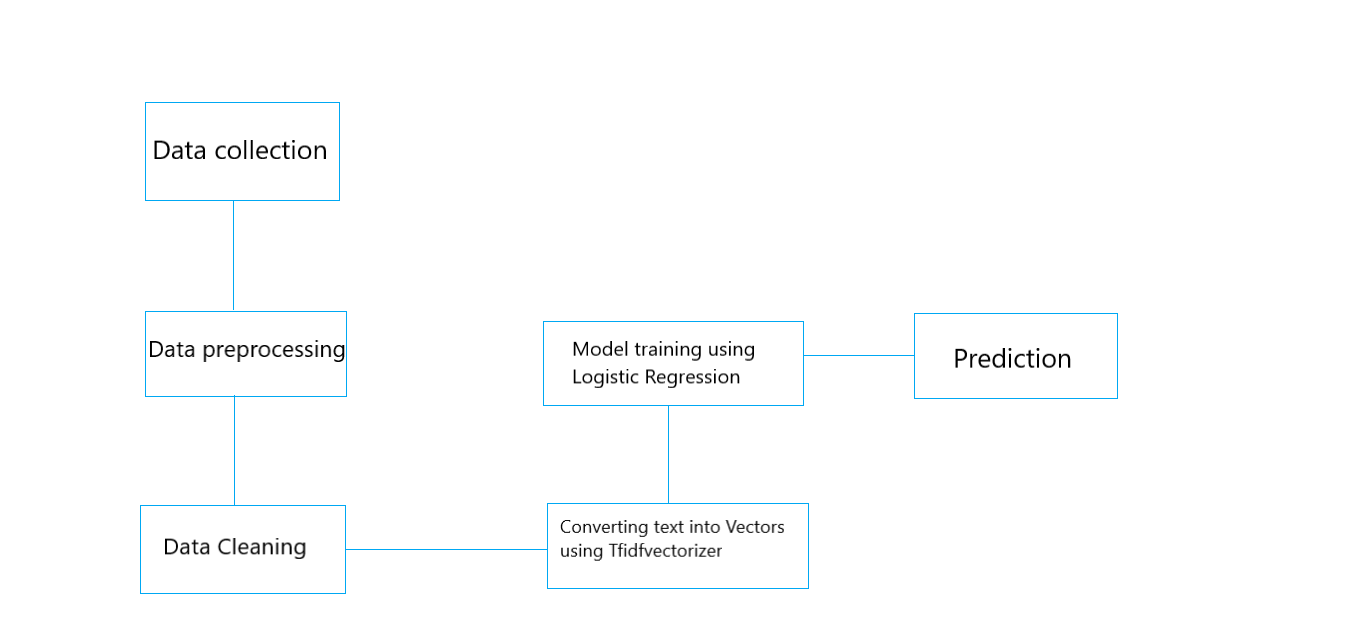 Data collection
Data preprocessing
Data Cleaning
Converting text into Vectors
using Tfidfvectorizer
Model training using
Logistic Regression
Prediction